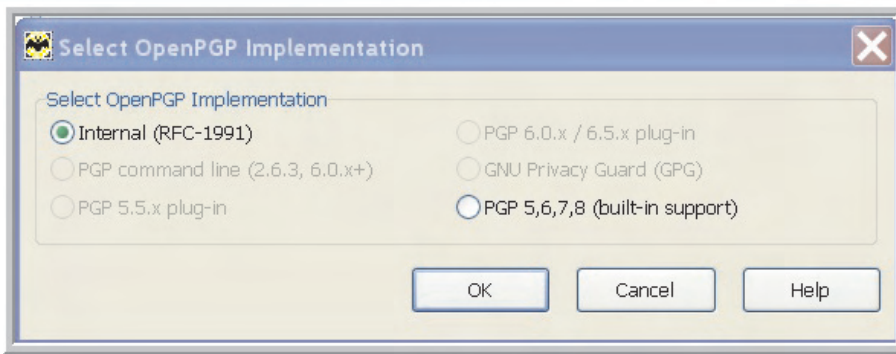 Select OpenPGP Implementation
Select OpenPGP Implementation
Internal (RFC-1991)
PGP command line (2.6.3, 6.0.x+)
PGP 5.5.x plug-in
PGP 6.0.x / 6.5.x plug-in
GNU Privacy Guard (GPG)
PGP 5,6,7,8 (built-in support)
OK
Cancel
Help